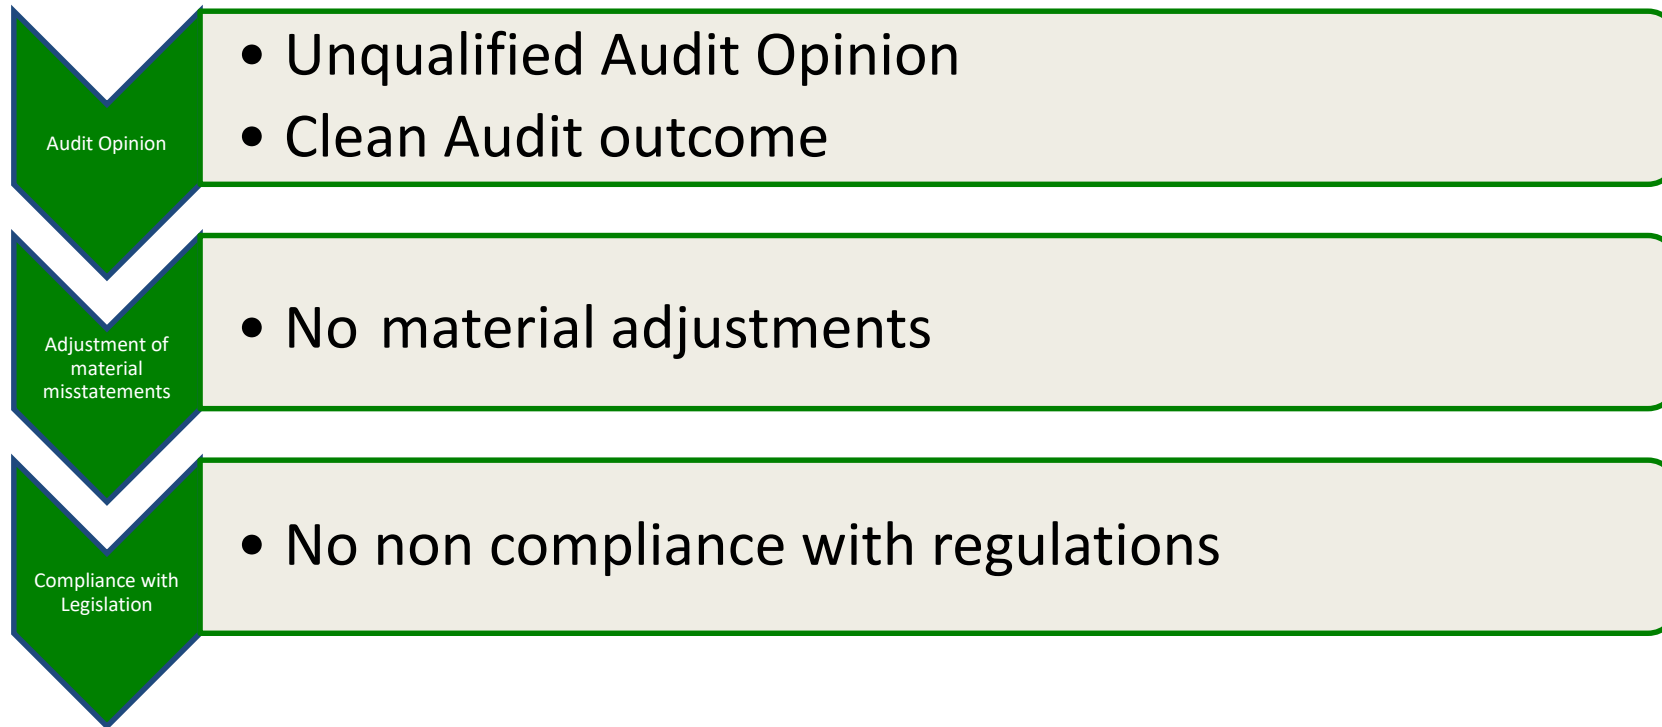 Audit Opinion
• Unqualified Audit Opinion
• Clean Audit outcome
Adjustment of
material
misstatements
• No material adjustments
Compliance with
Legislation
• No non compliance with regulations